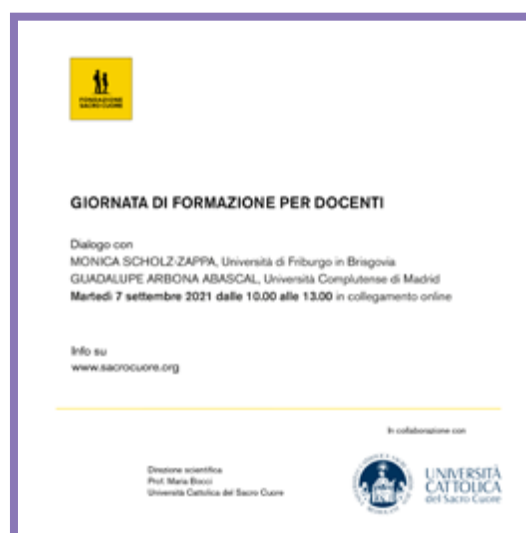 FONDAZIONE
SACRO CUORE
GIORNATA DI FORMAZIONE PER DOCENTI
Dialogo con
MONICA SCHOLZ-ZAPPA, Università di Friburgo in Brisgovia
GUADALUPE ARBONA ABASCAL, Università Complutense di Madrid
Martedì 7 settembre 2021 dalle 10.00 alle 13.00 in collegamento online
Info su
www.sacrocuore.org
In collaborazione con
Direzione scientifica
Prof. Maria Bocci
Università Cattolica del Sacro Cuore
UNIVERSITÀ
CATTOLICA
del Sacro Cuore